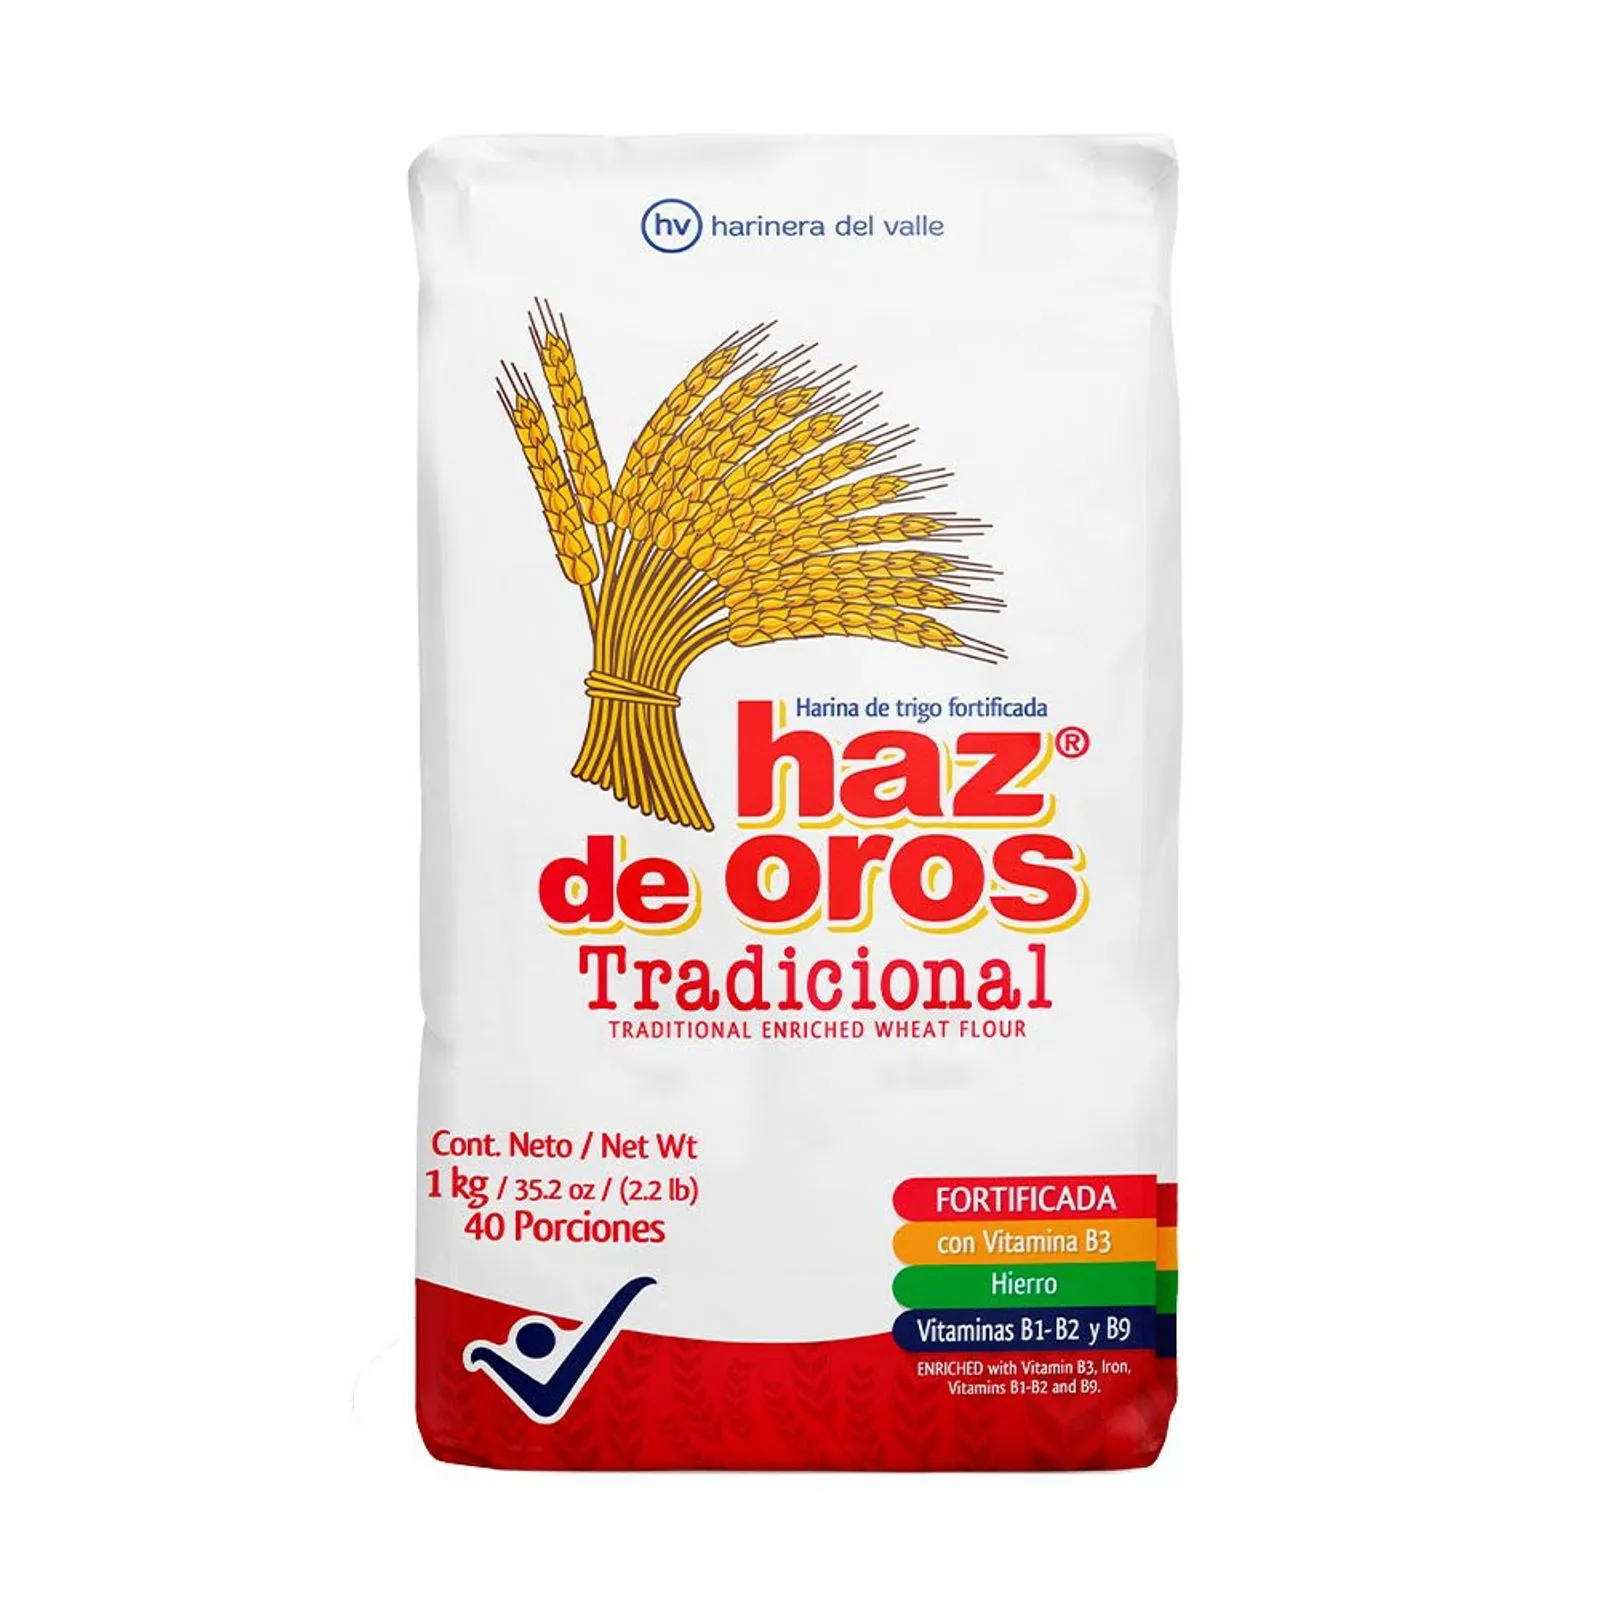 hv harinera del valle
Harina de trigo fortificada
haz®
de oros
Tradicional
TRADITIONAL ENRICHED WHEAT FLOUR
Cont. Neto / Net Wt
1 kg / 35.2 oz / (2.2 lb)
40 Porciones
FORTIFICADA
con Vitamina B3
Hierro
Vitaminas B1-B2 y B9
ENRICHED with Vitamin B3, Iron,
Vitamins B1-B2 and B9.